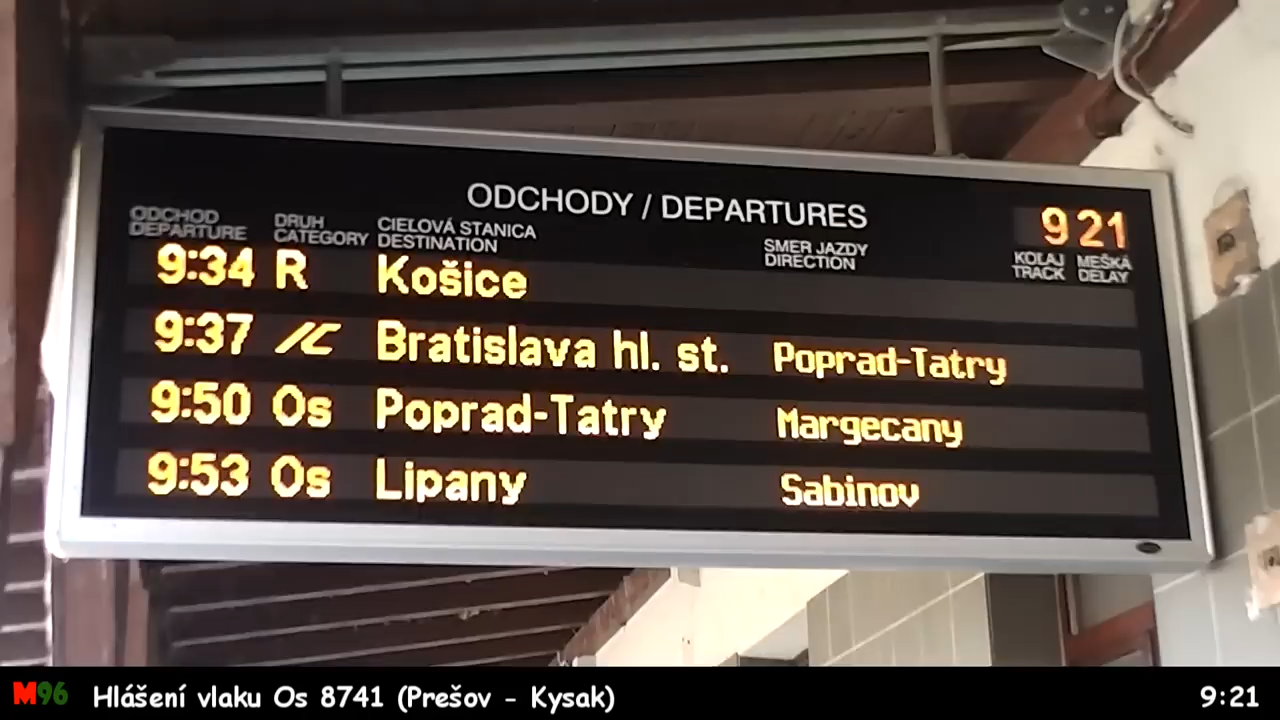 ODCHODY / DEPARTURES
9 21
ODCHOD DRUH CIEĽOVÁ STANICA SMER JAZDY KOĽAJ MEŠKÁ
DEPARTURE CATEGORY DESTINATION DIRECTION TRACK DELAY
9:34 R Košice
9:37 IC Bratislava hl. st. Poprad-Tatry
9:50 Os Poprad-Tatry Margecany
9:53 Os Lipany Sabinov
M96 Hlášení vlaku Os 8741 (Prešov - Kysak) 9:21